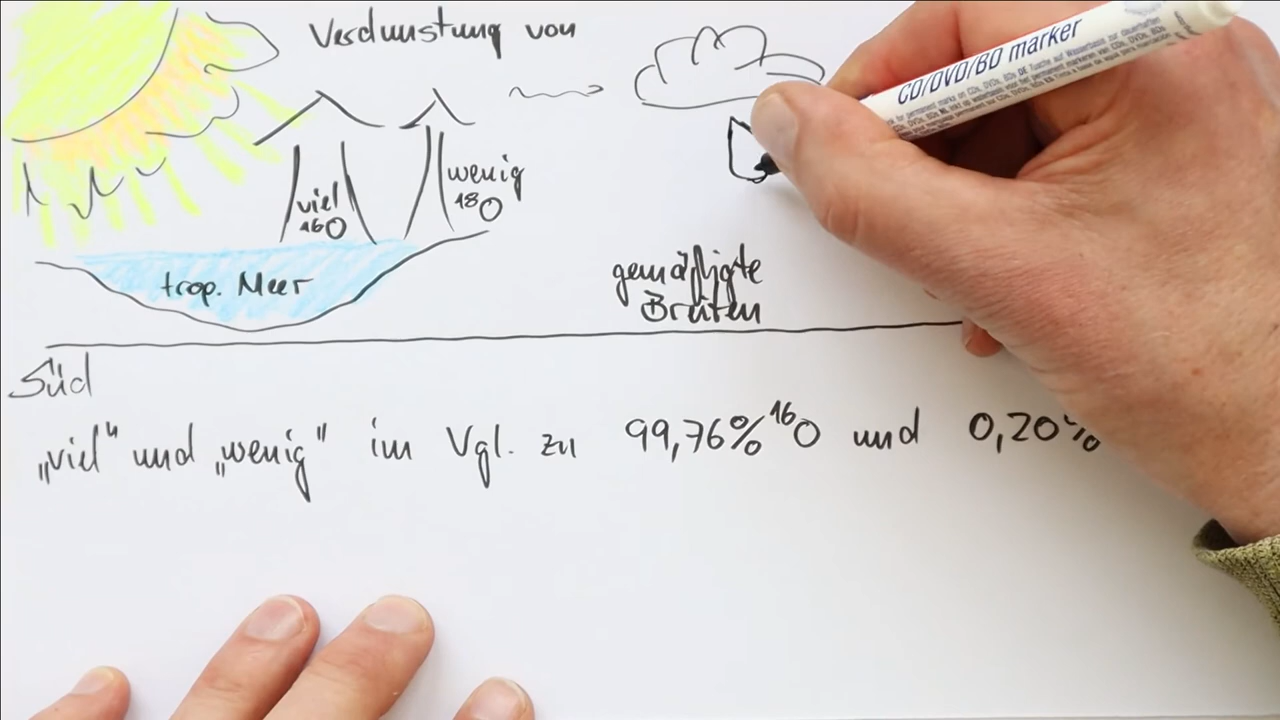 Verdunstung von
viel
16O
wenig
18O
trop. Meer
gemäßigte
Breiten
Süd
„viel" und „wenig" im Vgl. zu 99,76% 16O und 0,20%
CD/DVD/BD marker